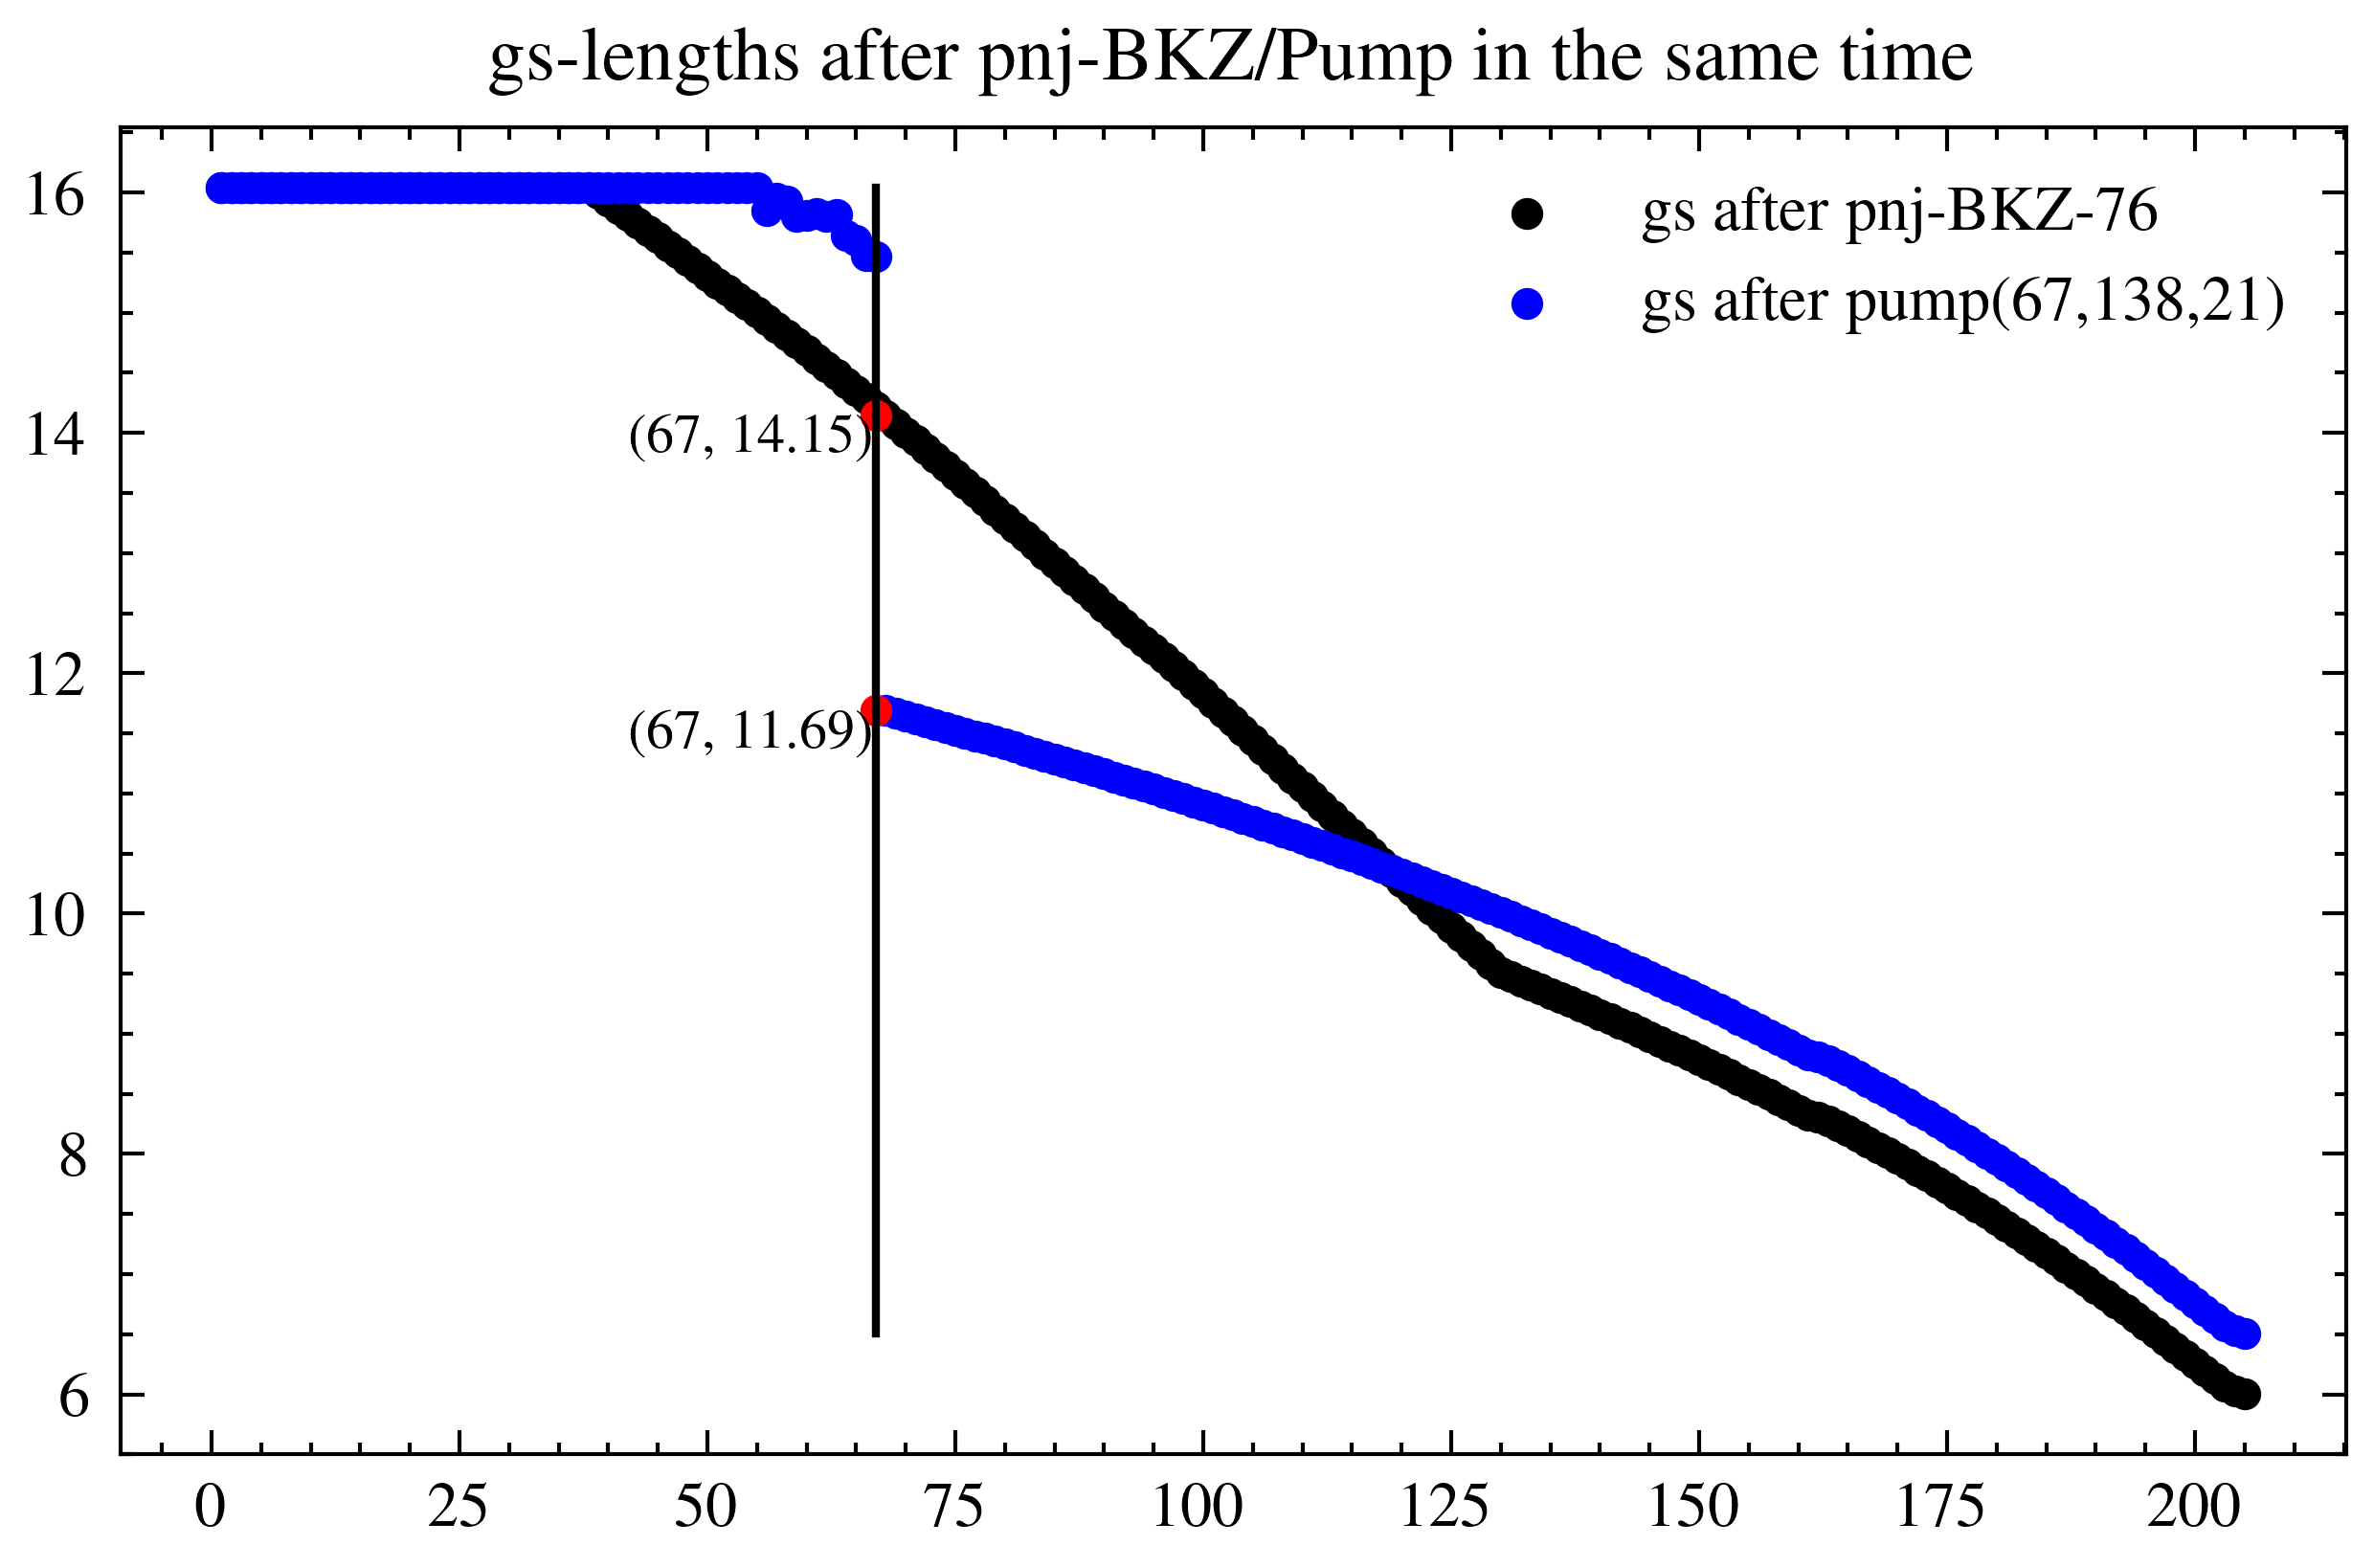 gs-lengths after pnj-BKZ/Pump in the same time
16
14
12
10
8
6
gs after pnj-BKZ-76
gs after pump(67,138,21)
(67, 14.15)
(67, 11.69)
0 25 50 75 100 125 150 175 200